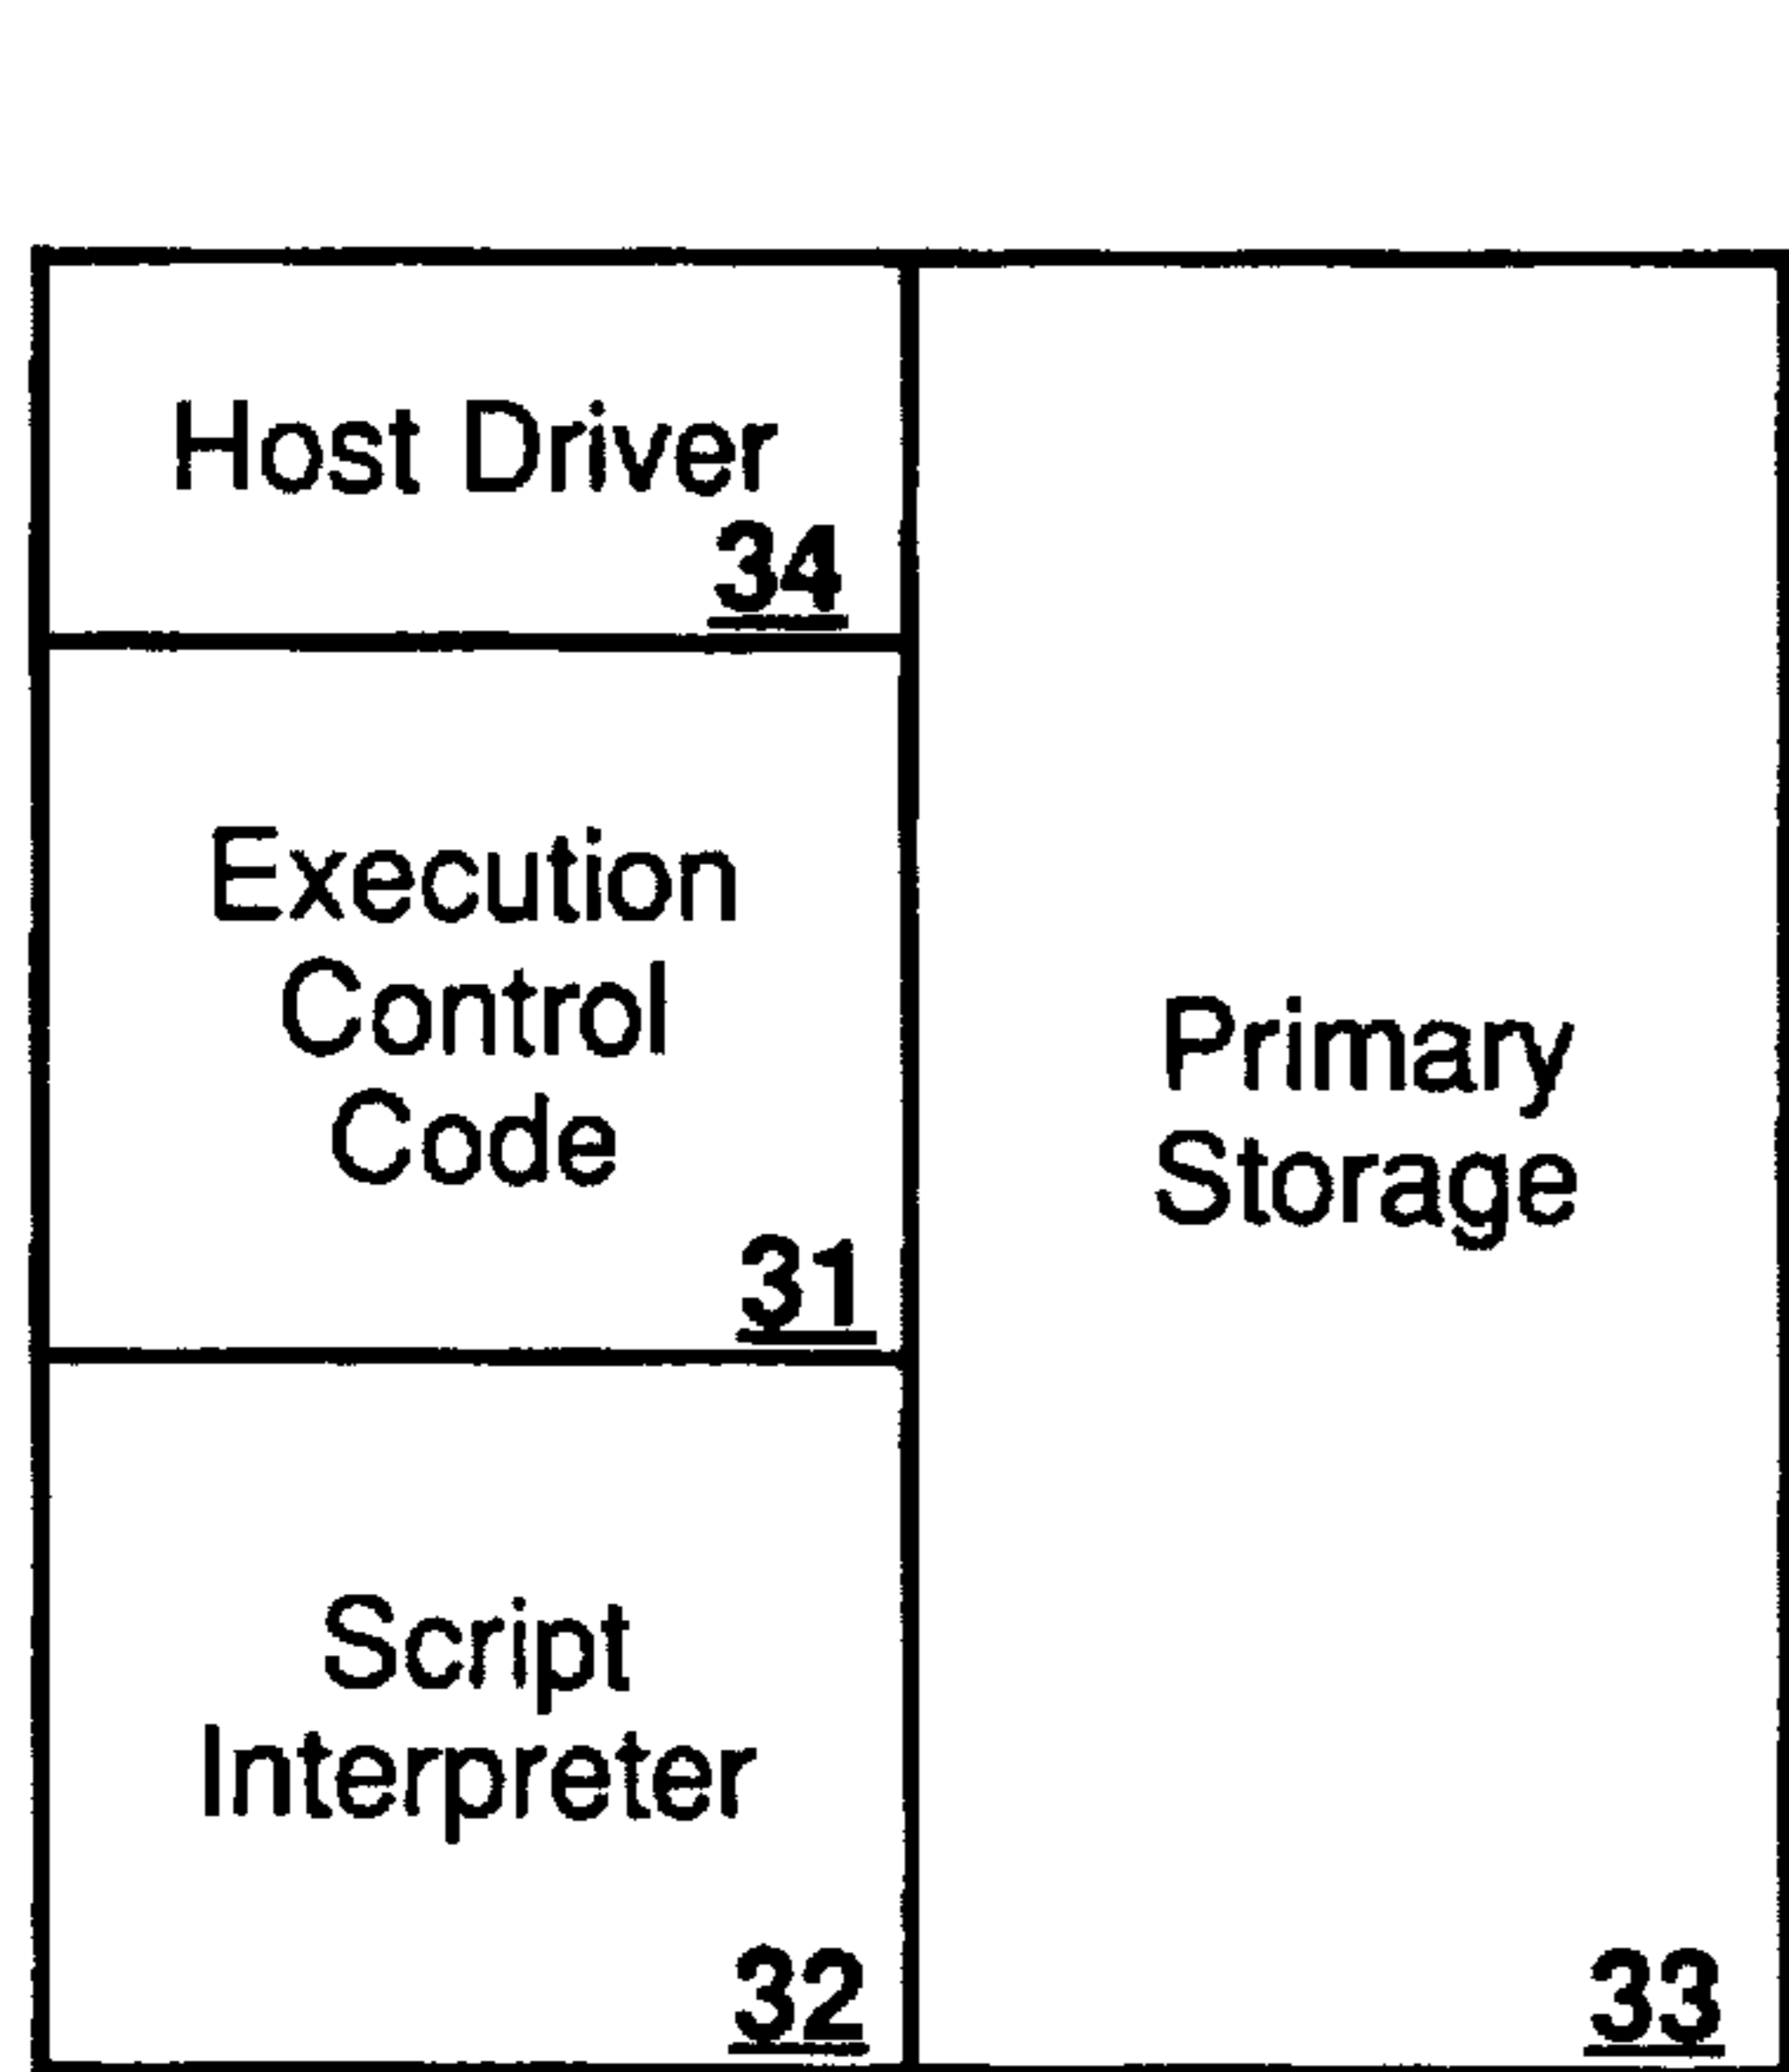 Host Driver
34
Execution
Control
Code
31
Script
Interpreter
32
Primary
Storage
33